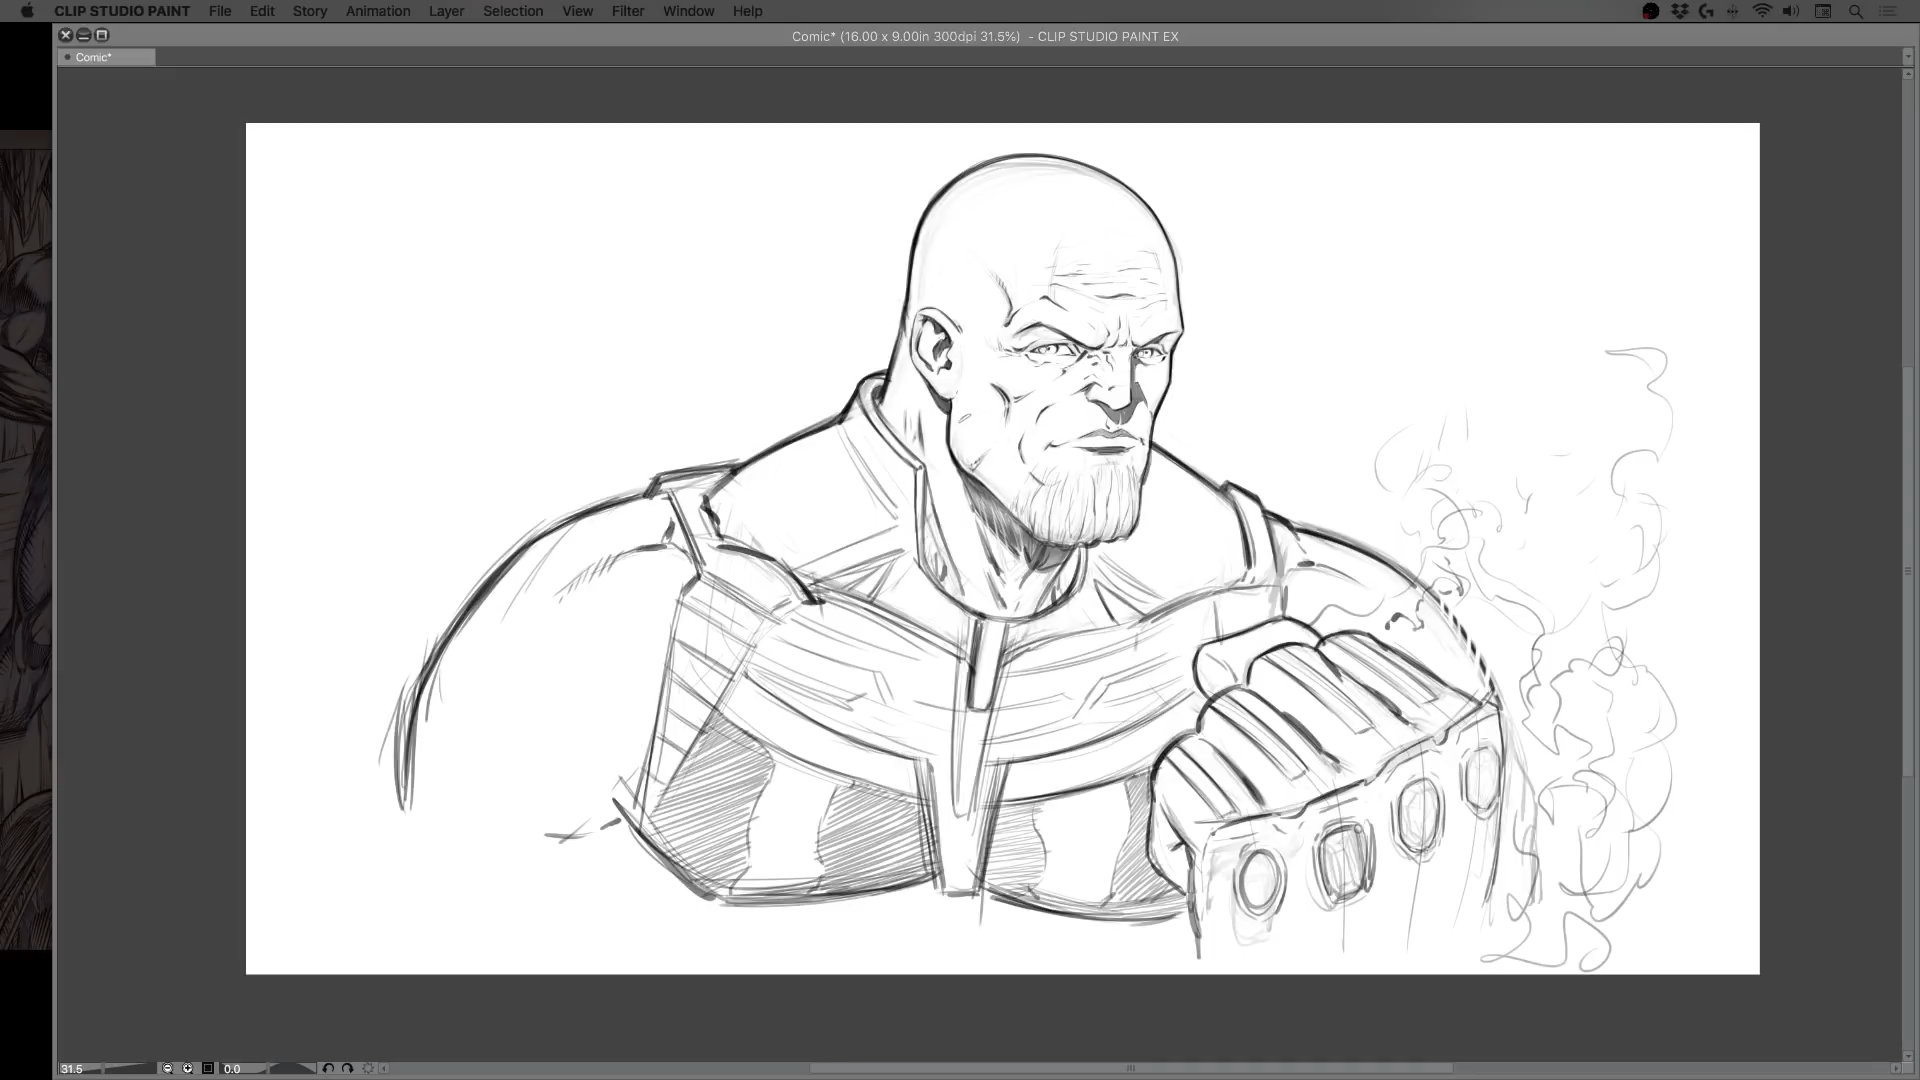 CLIP STUDIO PAINT File Edit Story Animation Layer Selection View Filter Window Help
Comic* (16.00 x 9.00in 300dpi 31.5%) - CLIP STUDIO PAINT EX
Comic*
31.5 0.0